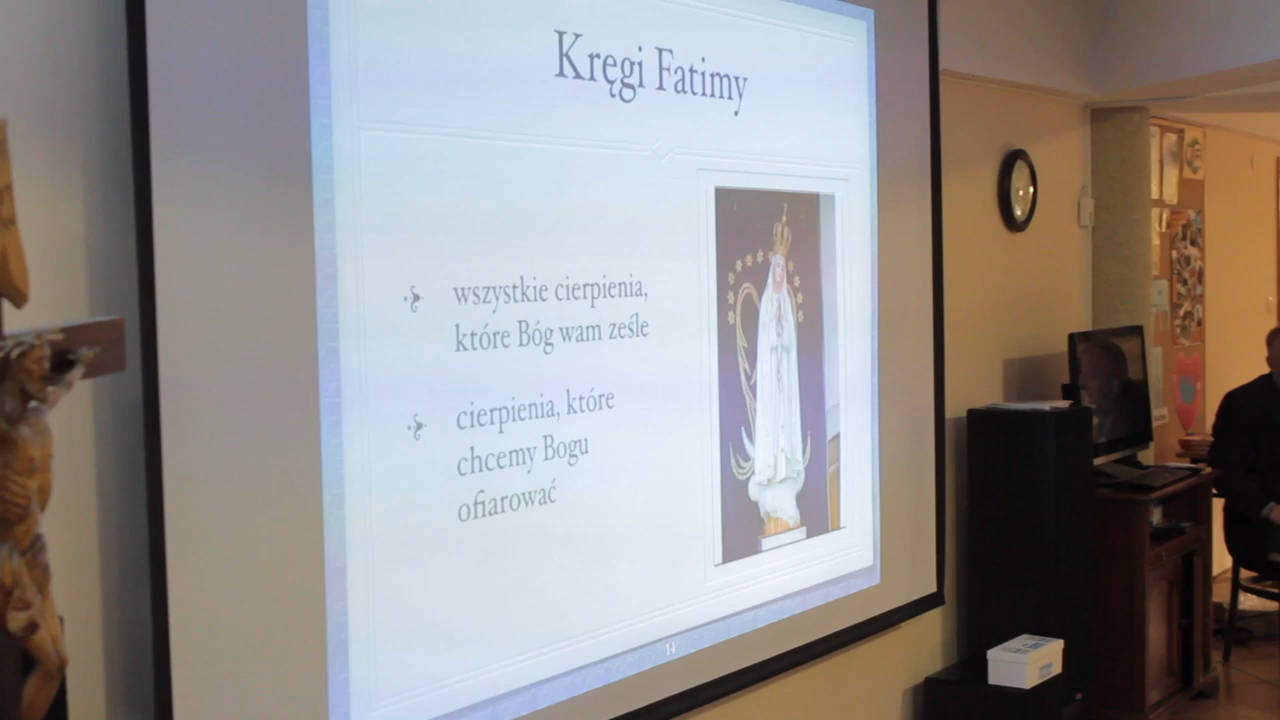 Kręgi Fatimy
wszystkie cierpienia,
które Bóg wam ześle
cierpienia, które
chcemy Bogu
ofiarować
14